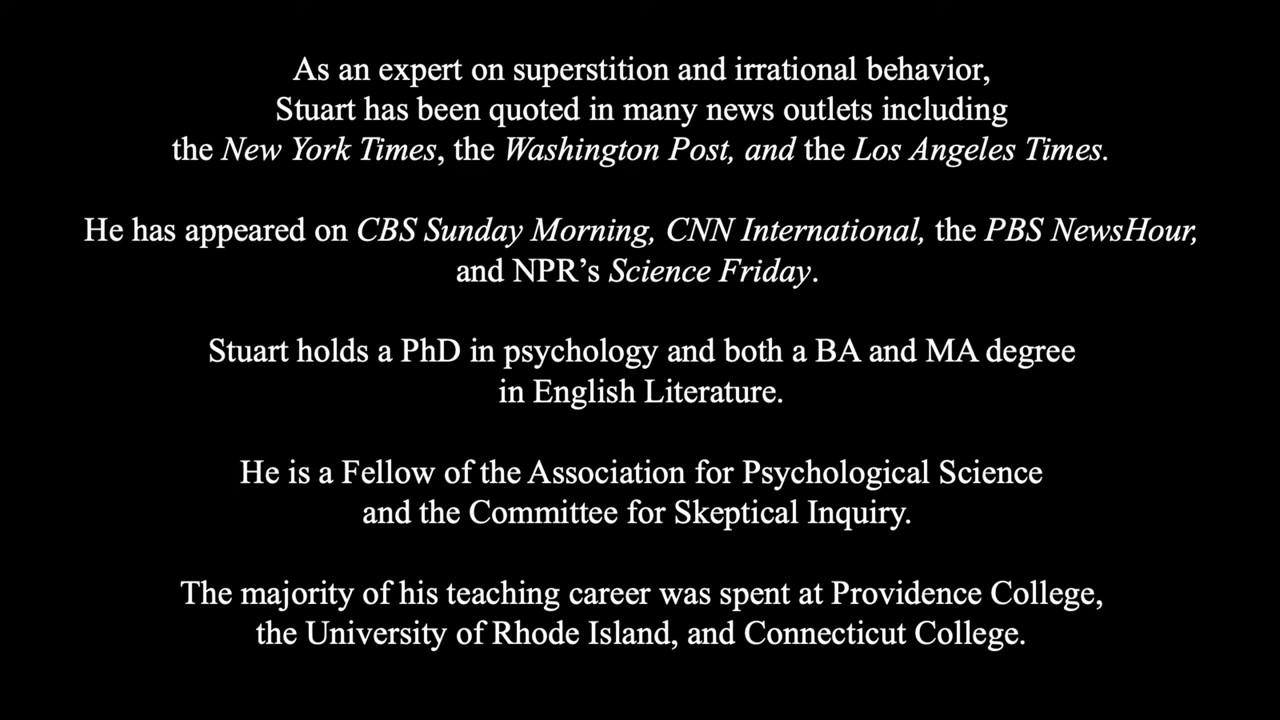 As an expert on superstition and irrational behavior,
Stuart has been quoted in many news outlets including
the New York Times, the Washington Post, and the Los Angeles Times.
He has appeared on CBS Sunday Morning, CNN International, the PBS NewsHour,
and NPR’s Science Friday.
Stuart holds a PhD in psychology and both a BA and MA degree
in English Literature.
He is a Fellow of the Association for Psychological Science
and the Committee for Skeptical Inquiry.
The majority of his teaching career was spent at Providence College,
the University of Rhode Island, and Connecticut College.